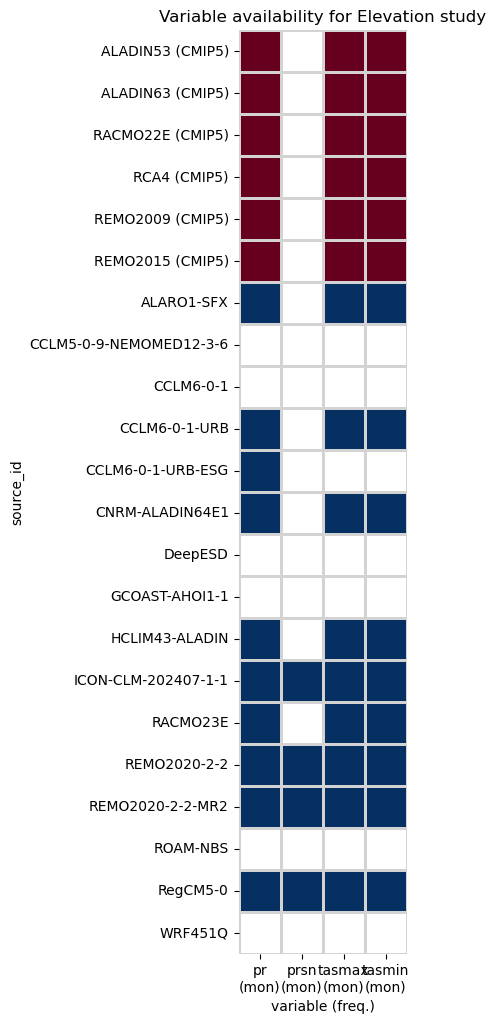 Variable availability for Elevation study
ALADIN53 (CMIP5)
ALADIN63 (CMIP5)
RACMO22E (CMIP5)
RCA4 (CMIP5)
REMO2009 (CMIP5)
REMO2015 (CMIP5)
ALARO1-SFX
CCLM5-0-9-NEMOMED12-3-6
CCLM6-0-1
CCLM6-0-1-URB
CCLM6-0-1-URB-ESG
CNRM-ALADIN64E1
DeepESD
GCOAST-AHOI1-1
HCLIM43-ALADIN
ICON-CLM-202407-1-1
RACMO23E
REMO2020-2-2
REMO2020-2-2-MR2
ROAM-NBS
RegCM5-0
WRF451Q
source_id
pr
(mon)
prsn
(mon)
tasmax
(mon)
tasmin
(mon)
variable (freq.)